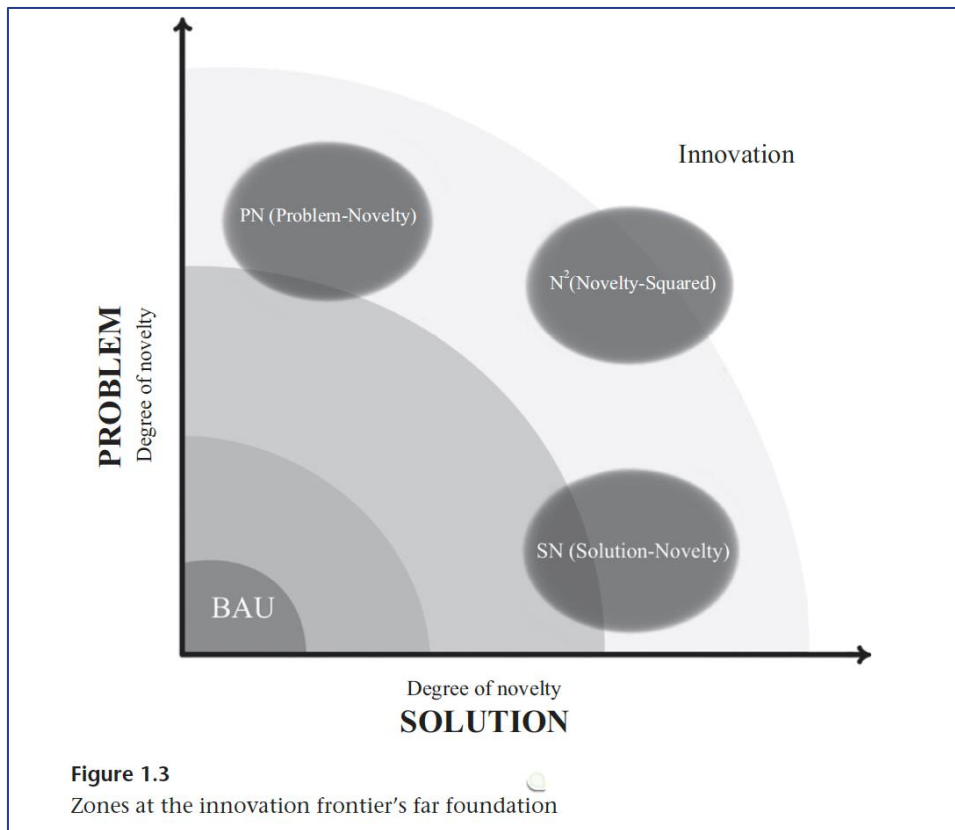 Innovation
PN (Problem-Novelty)
N²(Novelty-Squared)
PROBLEM
Degree of novelty
SN (Solution-Novelty)
BAU
Degree of novelty
SOLUTION
Figure 1.3
Zones at the innovation frontier’s far foundation